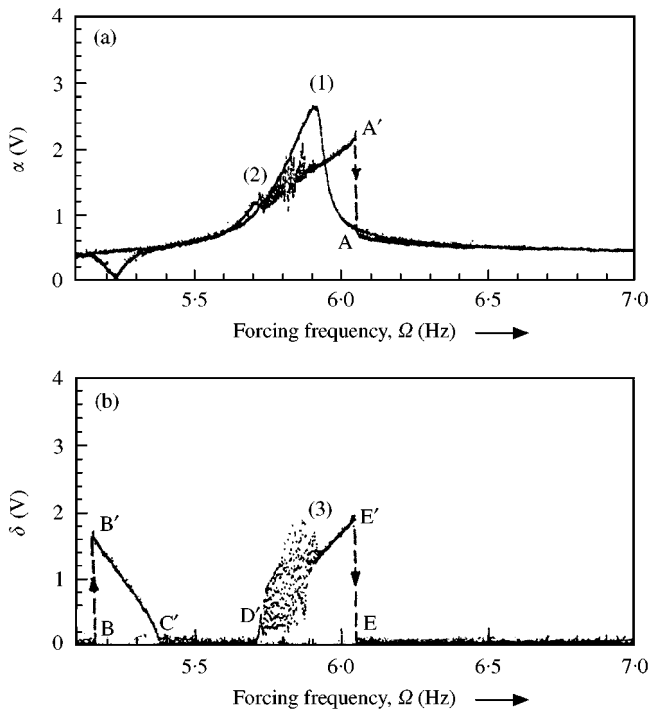 4
(a)
(1)
3
A′
α (V)
2
(2)
1
A
0
5·5
6·0
6·5
7·0
Forcing frequency, Ω (Hz)
4
(b)
3
δ (V)
2
B′
(3)
E′
1
D′
B
C′
E
0
5·5
6·0
6·5
7·0
Forcing frequency, Ω (Hz)